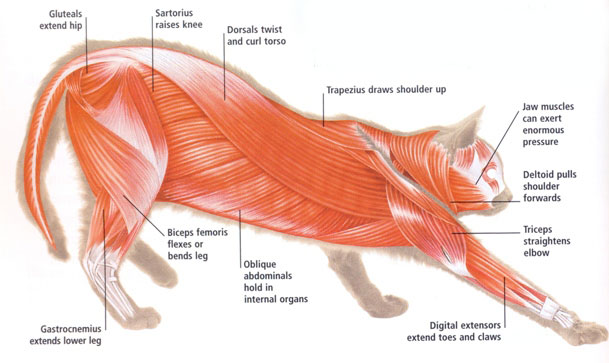 Gluteals
extend hip
Sartorius
raises knee
Dorsals twist
and curl torso
Trapezius draws shoulder up
Jaw muscles
can exert
enormous
pressure
Deltoid pulls
shoulder
forwards
Triceps
straightens
elbow
Biceps femoris
flexes or
bends leg
Oblique
abdominals
hold in
internal organs
Gastrocnemius
extends lower leg
Digital extensors
extend toes and claws